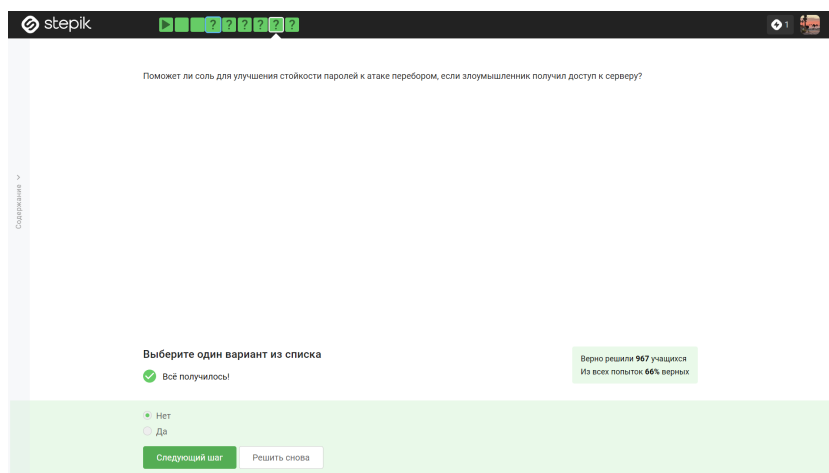 stepik
? ? ? ? ? ?
1
Поможет ли соль для улучшения стойкости паролей к атаке перебором, если злоумышленник получил доступ к серверу?
Содержание
Выберите один вариант из списка
Всё получилось!
Верно решили 967 учащихся
Из всех попыток 66% верных
Нет
Да
Следующий шаг
Решить снова